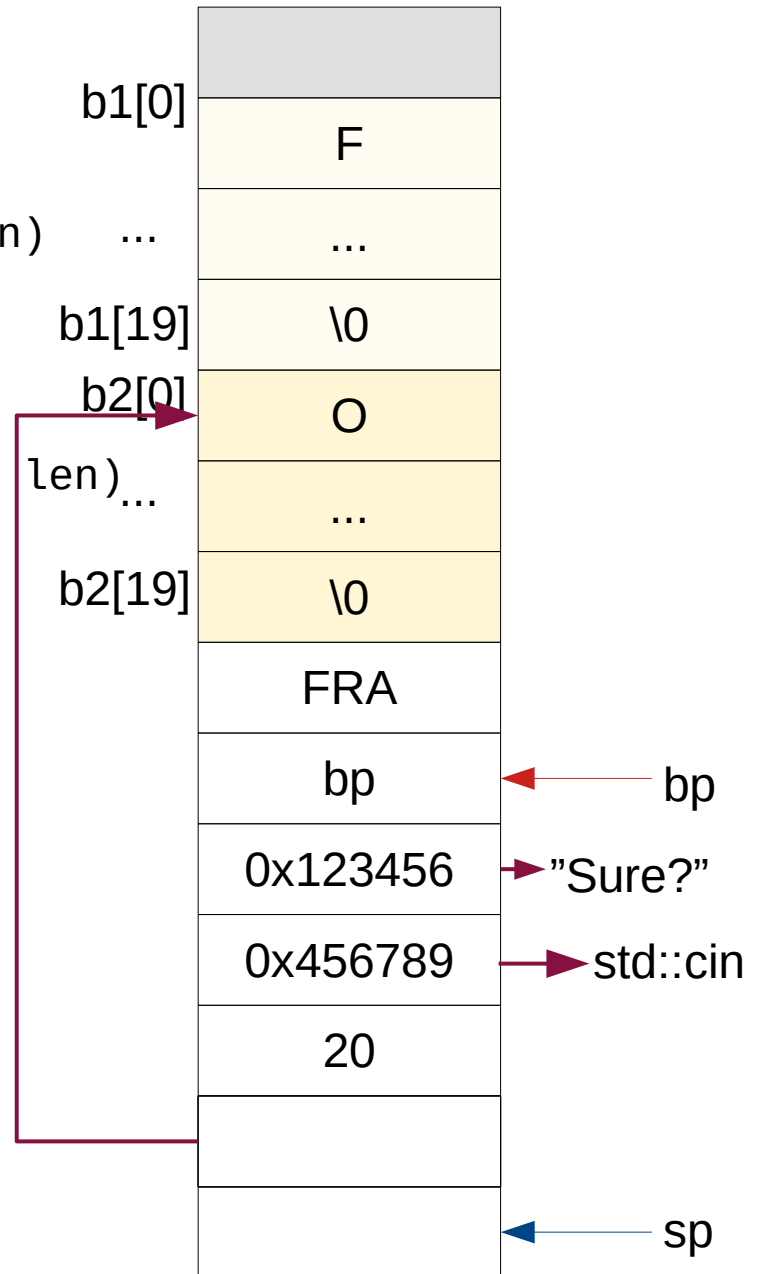 b1[0]
F
n) ... ...
b1[19] \0
b2[0] O
len)
... ...
b2[19] \0
FRA
bp bp
0x123456 ”Sure?”
0x456789 std::cin
20
sp